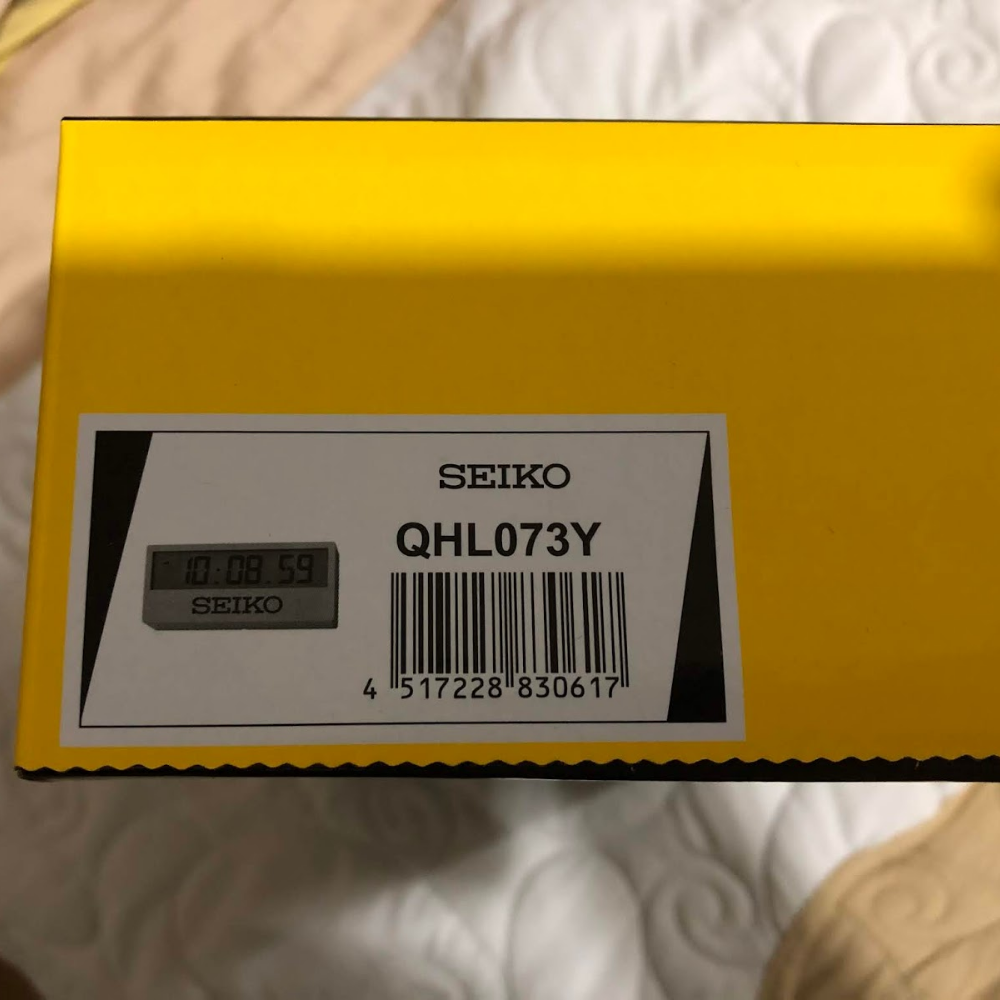 SEIKO
QHL073Y
10:08 59
SEIKO
4 517228 830617